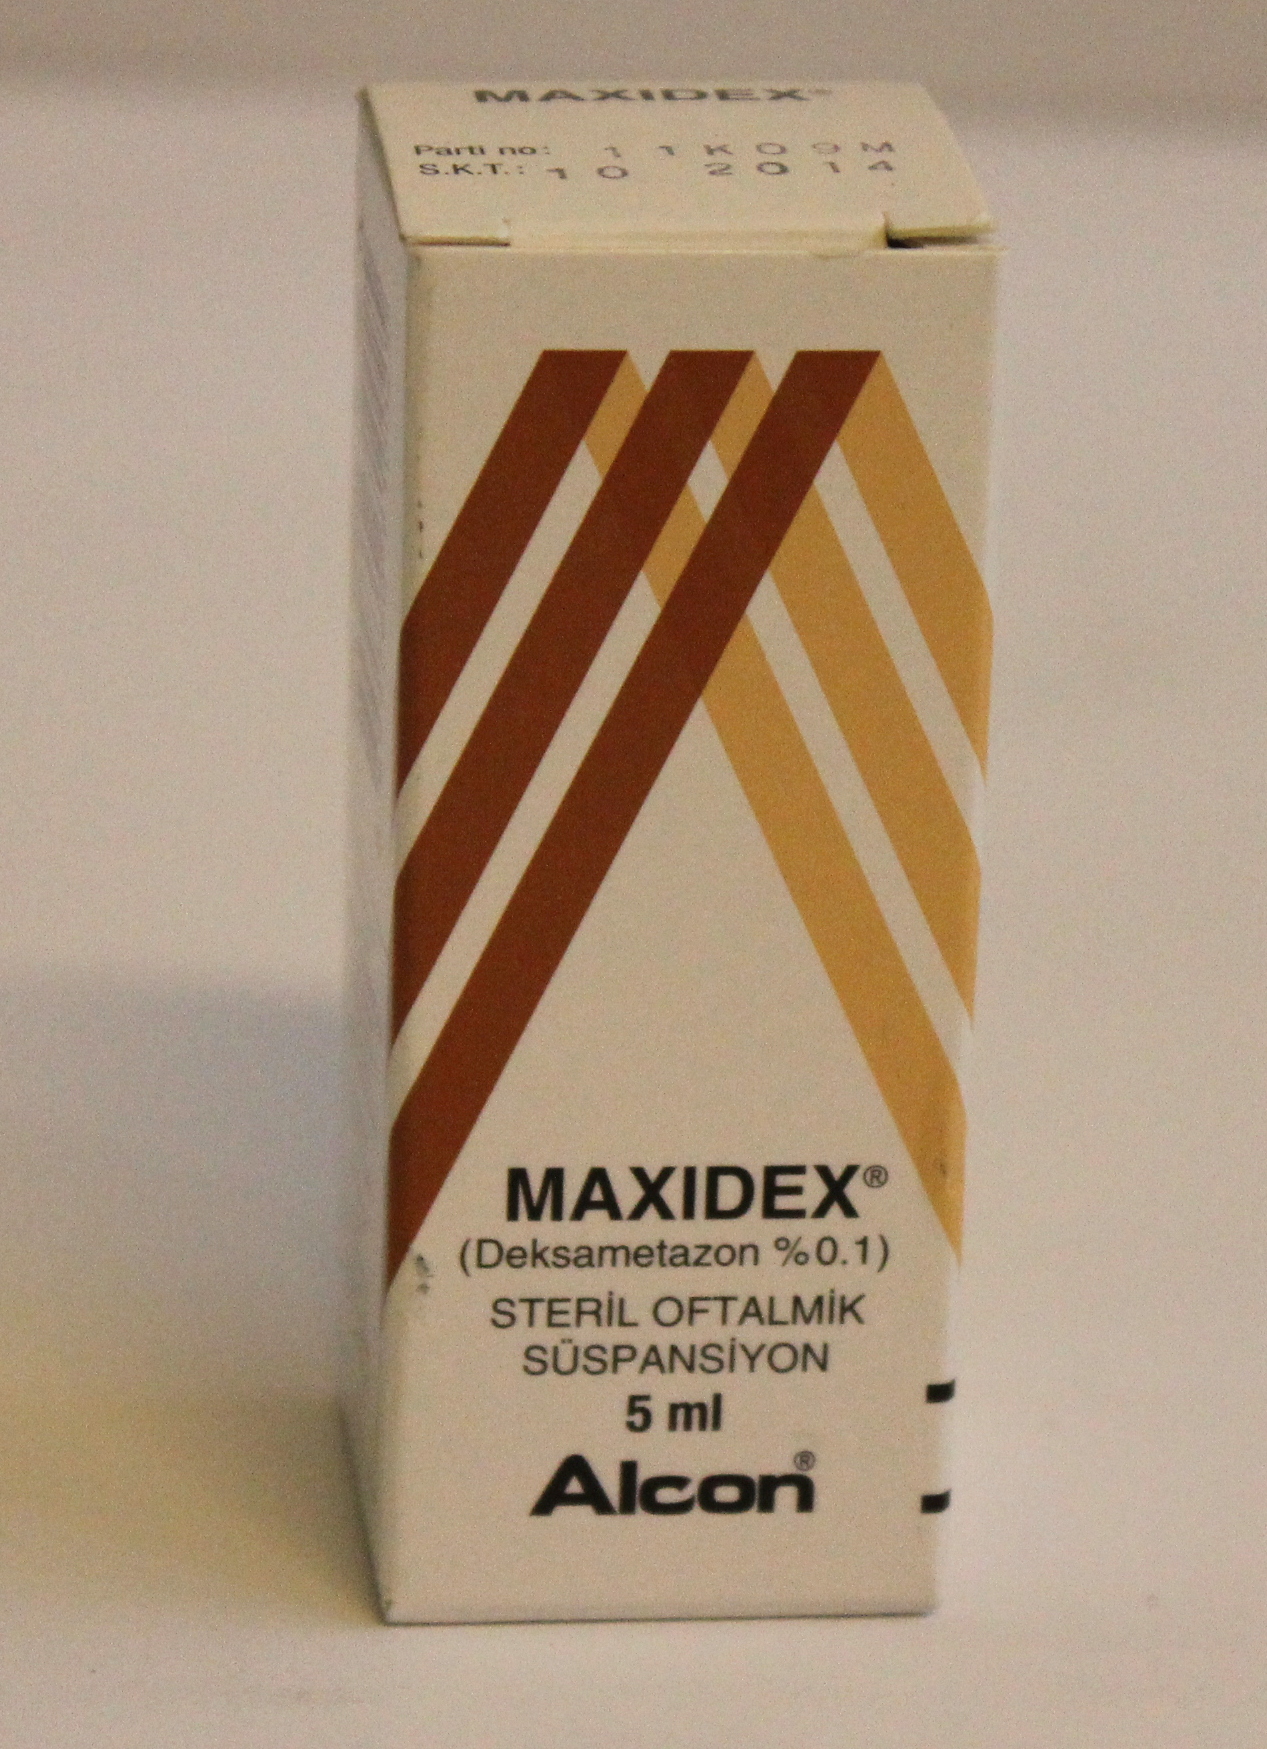 MAXIDEX®
Parti no: 11K09M
S.K.T.: 10 2014
MAXIDEX®
(Deksametazon %0.1)
STERİL OFTALMİK
SÜSPANSİYON
5 ml
Alcon®